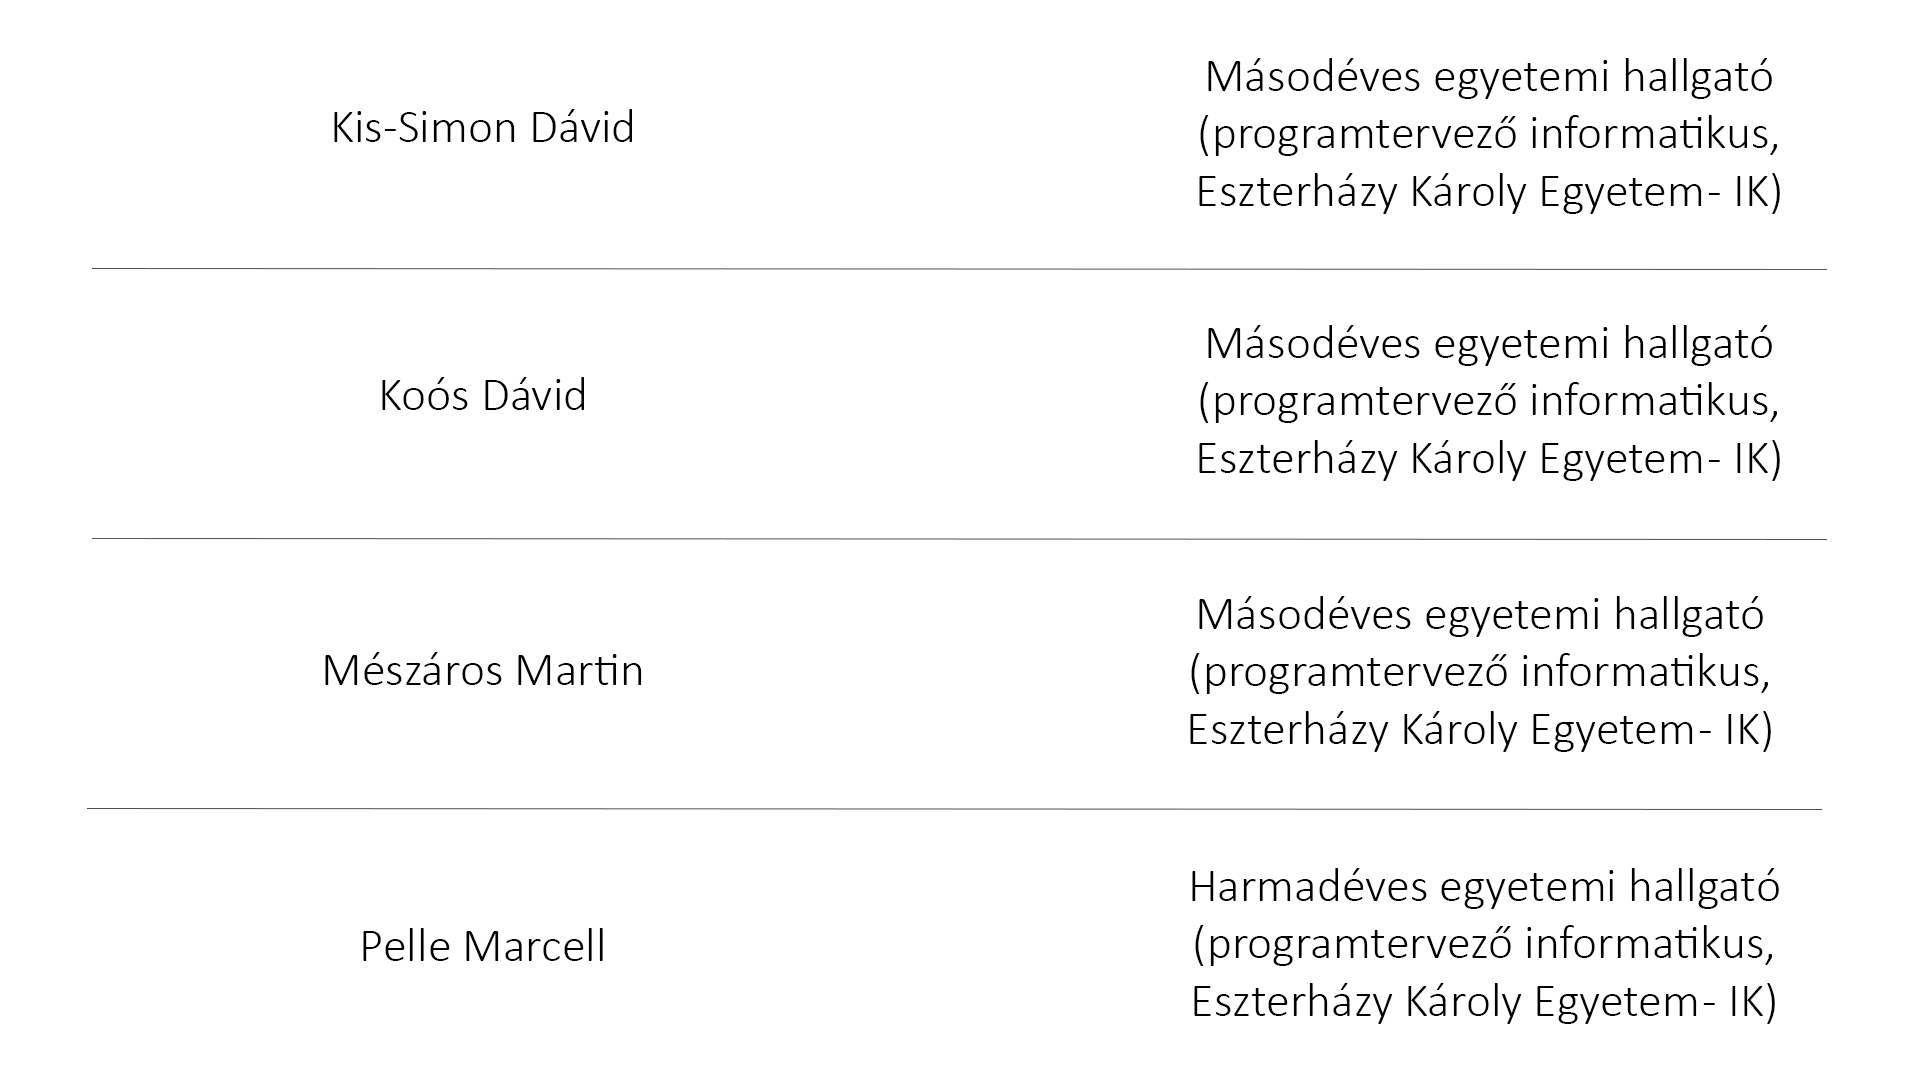 Kis-Simon Dávid
Másodéves egyetemi hallgató
(programtervező informatikus,
Eszterházy Károly Egyetem- IK)
Koós Dávid
Másodéves egyetemi hallgató
(programtervező informatikus,
Eszterházy Károly Egyetem- IK)
Mészáros Martin
Másodéves egyetemi hallgató
(programtervező informatikus,
Eszterházy Károly Egyetem- IK)
Pelle Marcell
Harmadéves egyetemi hallgató
(programtervező informatikus,
Eszterházy Károly Egyetem- IK)